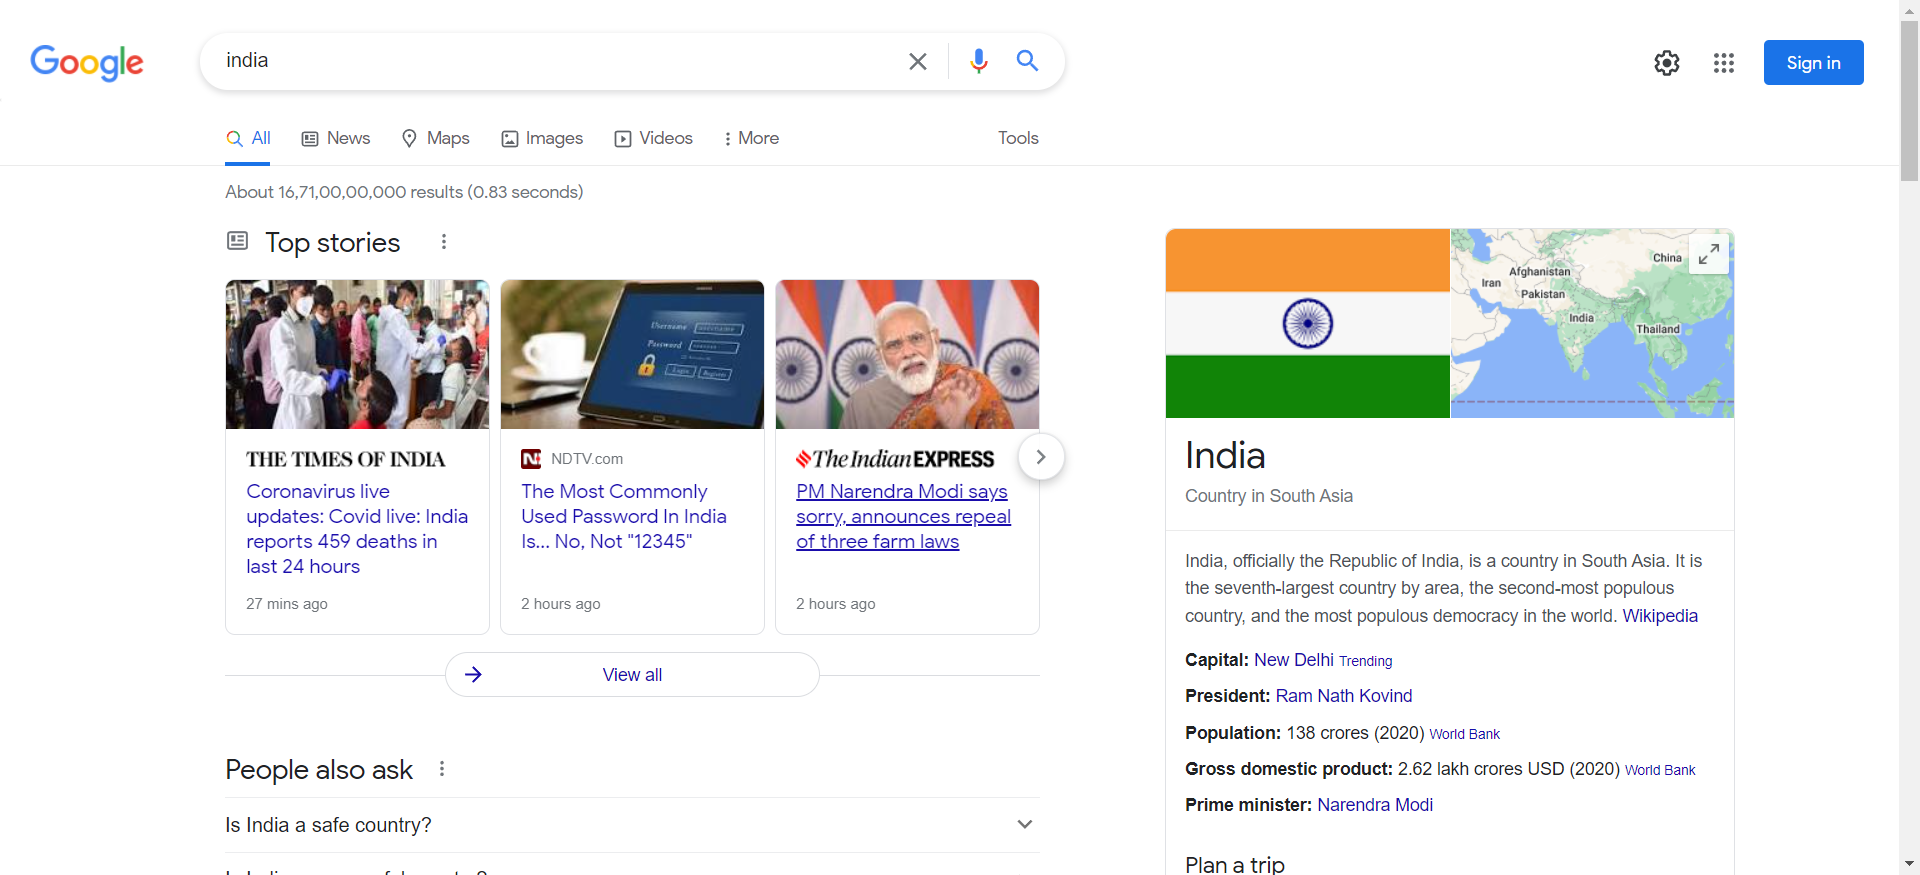 Google
india
Sign in
All
News
Maps
Images
Videos
More
Tools
About 16,71,00,00,000 results (0.83 seconds)
Top stories
Username
Password
Login
Register
THE TIMES OF INDIA
Coronavirus live
updates: Covid live: India
reports 459 deaths in
last 24 hours
27 mins ago
N
NDTV.com
The Most Commonly
Used Password In India
Is... No, Not "12345"
2 hours ago
The Indian EXPRESS
PM Narendra Modi says
sorry, announces repeal
of three farm laws
2 hours ago
View all
People also ask
Is India a safe country?
China
Afghanistan
Iran
Pakistan
India
Thailand
India
Country in South Asia
India, officially the Republic of India, is a country in South Asia. It is
the seventh-largest country by area, the second-most populous
country, and the most populous democracy in the world. Wikipedia
Capital: New Delhi Trending
President: Ram Nath Kovind
Population: 138 crores (2020) World Bank
Gross domestic product: 2.62 lakh crores USD (2020) World Bank
Prime minister: Narendra Modi
Plan a trip